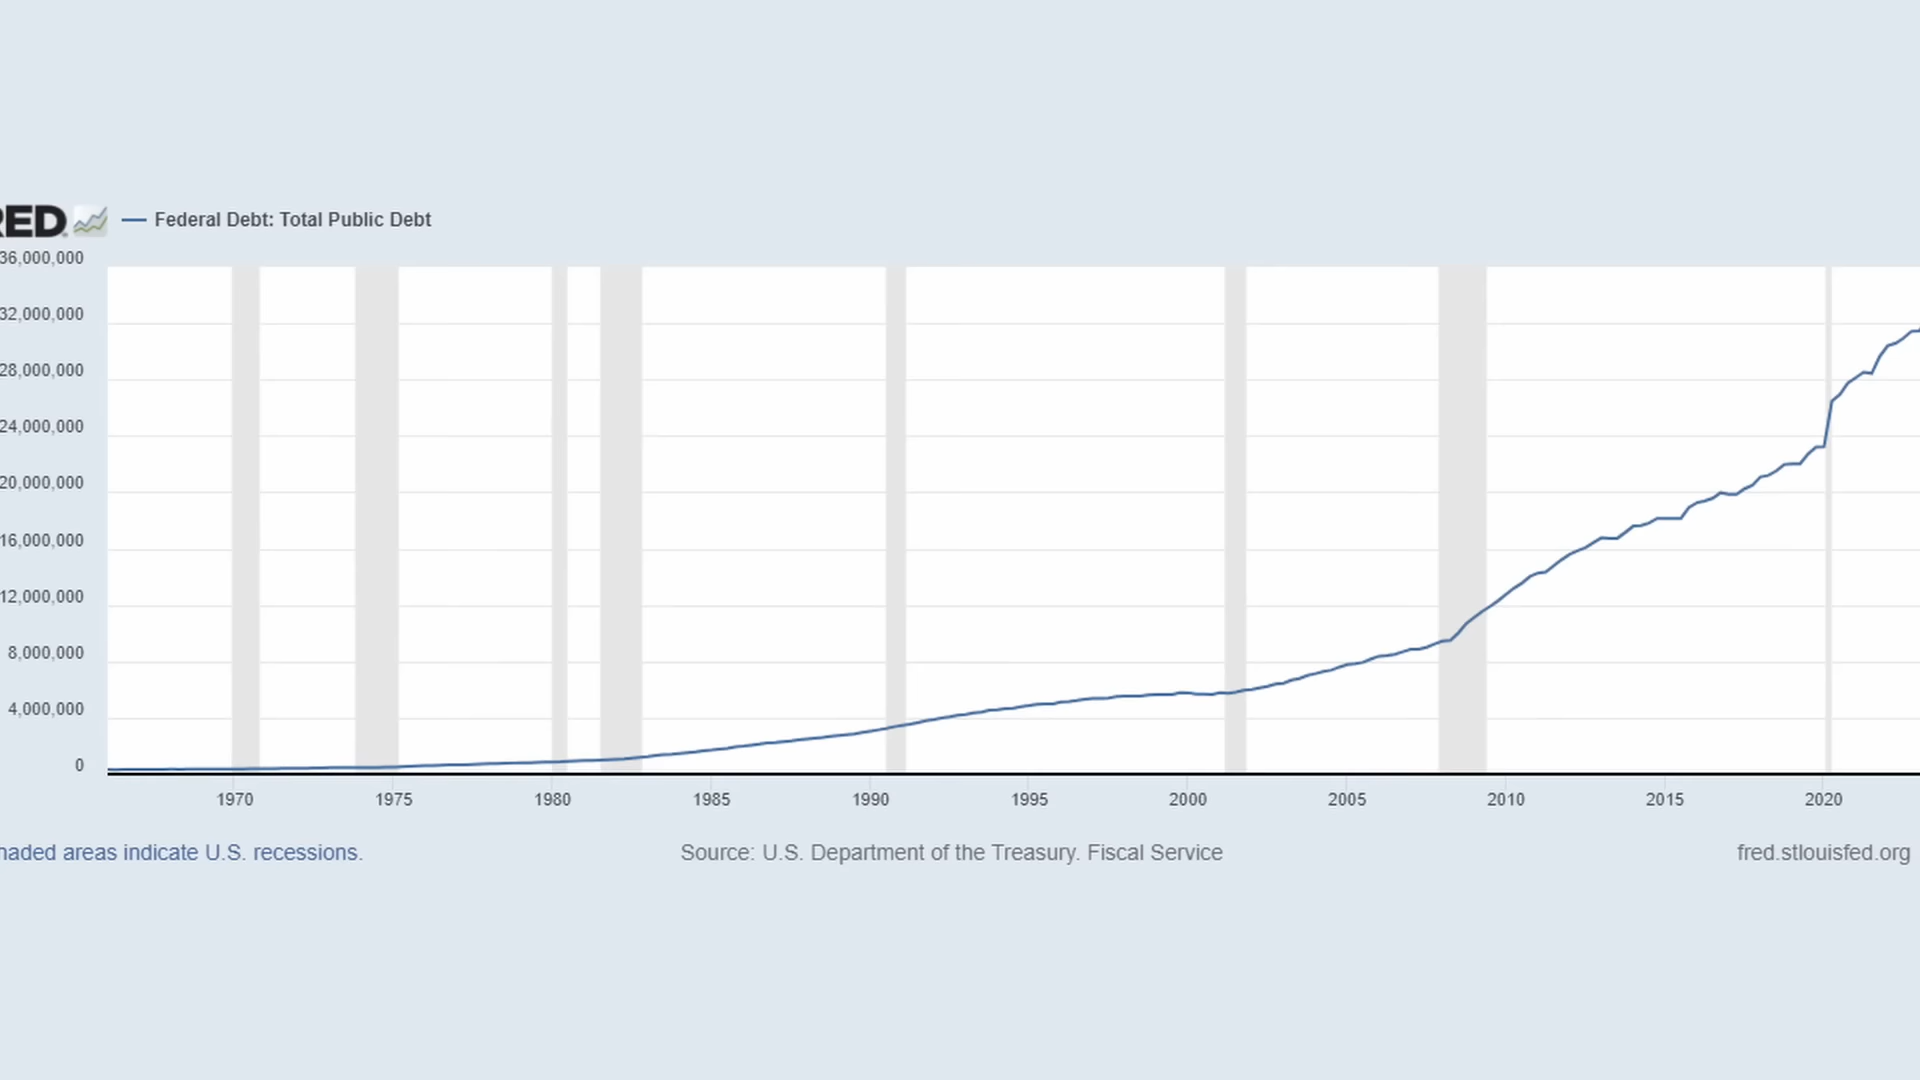 RED
Federal Debt: Total Public Debt
36,000,000
32,000,000
28,000,000
24,000,000
20,000,000
16,000,000
12,000,000
8,000,000
4,000,000
0
1970 1975 1980 1985 1990 1995 2000 2005 2010 2015 2020
haded areas indicate U.S. recessions.
Source: U.S. Department of the Treasury. Fiscal Service
fred.stlouisfed.org